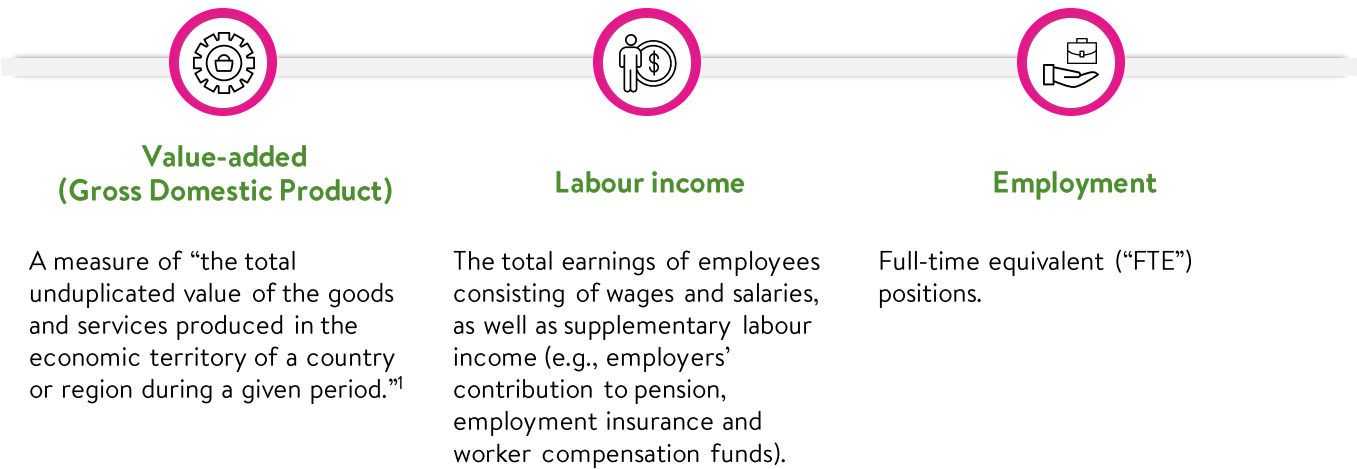 Value-added
(Gross Domestic Product)
A measure of “the total
unduplicated value of the goods
and services produced in the
economic territory of a country
or region during a given period.”1
Labour income
The total earnings of employees
consisting of wages and salaries,
as well as supplementary labour
income (e.g., employers’
contribution to pension,
employment insurance and
worker compensation funds).
Employment
Full-time equivalent (“FTE”)
positions.